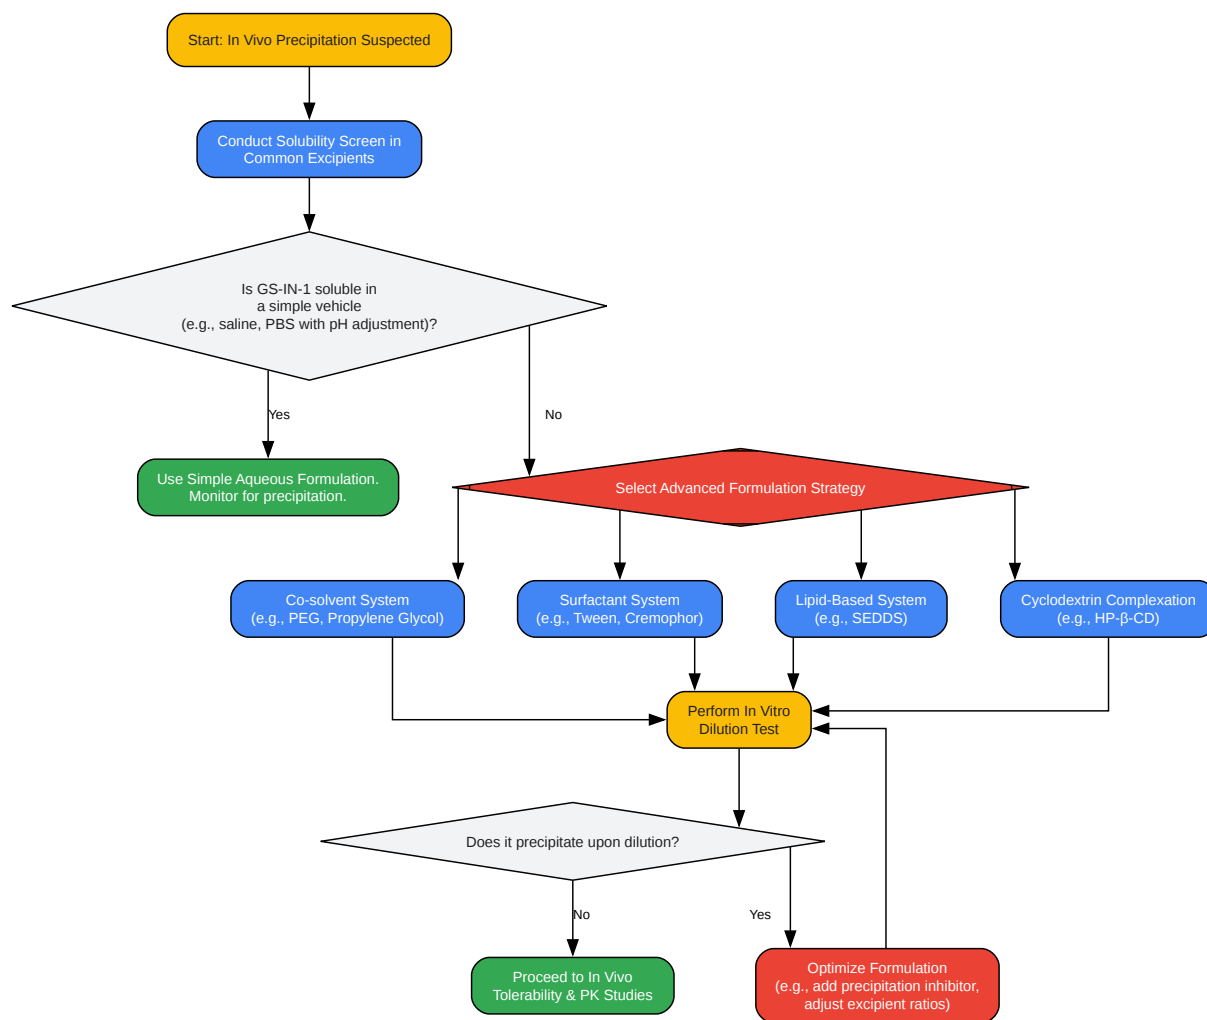 Start: In Vivo Precipitation Suspected
Conduct Solubility Screen in
Common Excipients
Is GS-IN-1 soluble in
a simple vehicle
(e.g., saline, PBS with pH adjustment)?
Yes
No
Use Simple Aqueous Formulation.
Monitor for precipitation.
Select Advanced Formulation Strategy
Co-solvent System
(e.g., PEG, Propylene Glycol)
Surfactant System
(e.g., Tween, Cremophor)
Lipid-Based System
(e.g., SEDDS)
Cyclodextrin Complexation
(e.g., HP-β-CD)
Perform In Vitro
Dilution Test
Does it precipitate upon dilution?
No
Yes
Proceed to In Vivo
Tolerability & PK Studies
Optimize Formulation
(e.g., add precipitation inhibitor,
adjust excipient ratios)